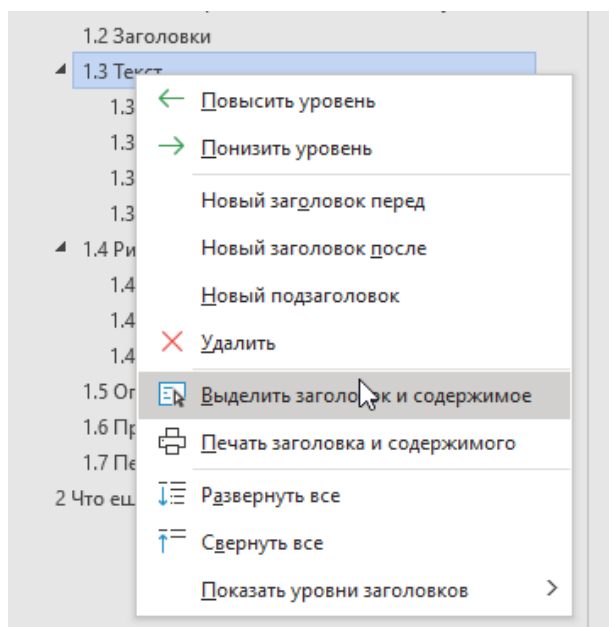 1.2 Заголовки
1.3 Текст
Повысить уровень
Понизить уровень
Новый заголовок перед
Новый заголовок после
Новый подзаголовок
Удалить
Выделить заголовок и содержимое
Печать заголовка и содержимого
Развернуть все
Свернуть все
Показать уровни заголовков
1.3
1.3
1.3
1.3
1.4 Ри
1.4
1.4
1.4
1.5 Ог
1.6 Пр
1.7 Пе
2 Что ещ